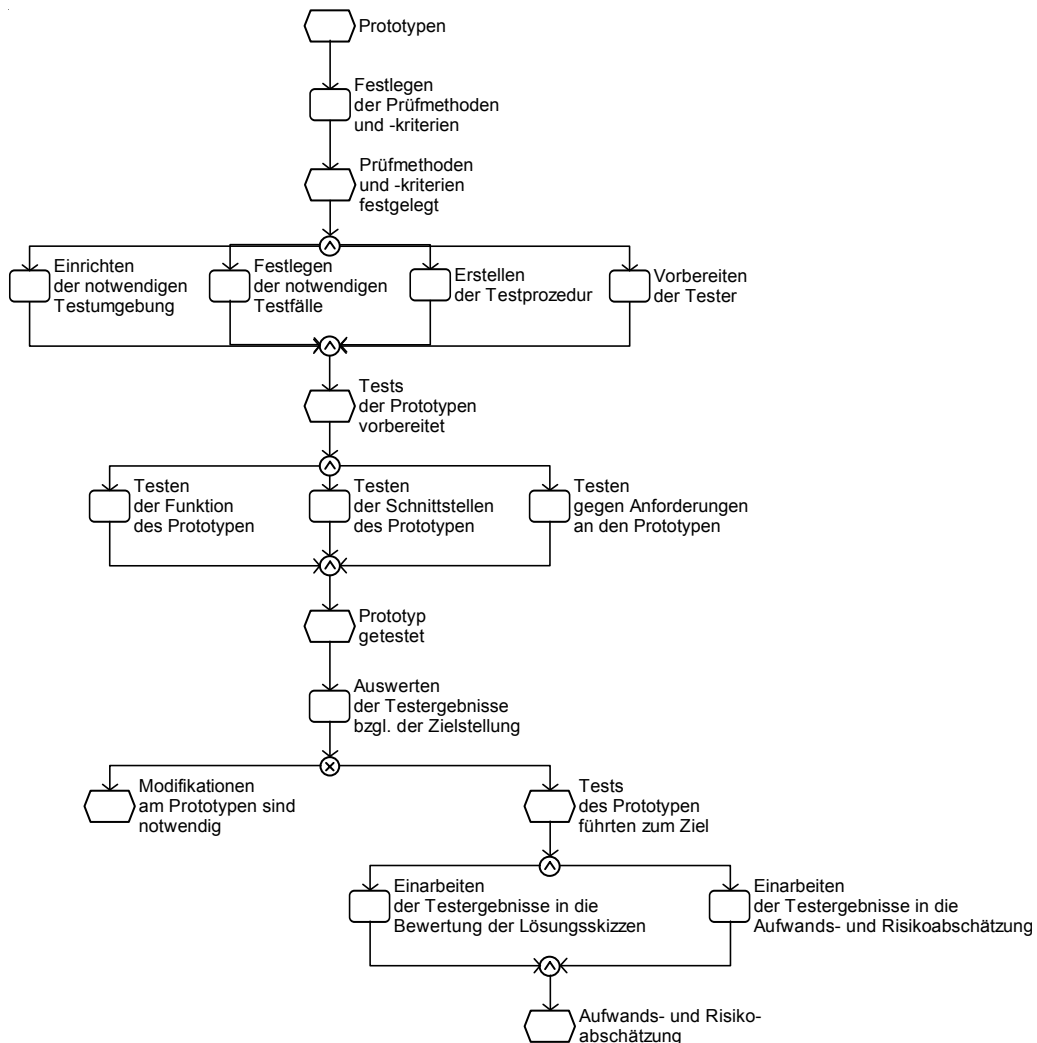 Prototypen
Festlegen
der Prüfmethoden
und -kriterien
Prüfmethoden
und -kriterien
festgelegt
Einrichten
der notwendigen
Testumgebung
Festlegen
der notwendigen
Testfälle
Erstellen
der Testprozedur
Vorbereiten
der Tester
Tests
der Prototypen
vorbereitet
Testen
der Funktion
des Prototypen
Testen
der Schnittstellen
des Prototypen
Testen
gegen Anforderungen
an den Prototypen
Prototyp
getestet
Auswerten
der Testergebnisse
bzgl. der Zielstellung
Modifikationen
am Prototypen sind
notwendig
Tests
des Prototypen
führten zum Ziel
Einarbeiten
der Testergebnisse in die
Bewertung der Lösungsskizzen
Einarbeiten
der Testergebnisse in die
Aufwands- und Risikoabschätzung
Aufwands- und Risiko-
abschätzung